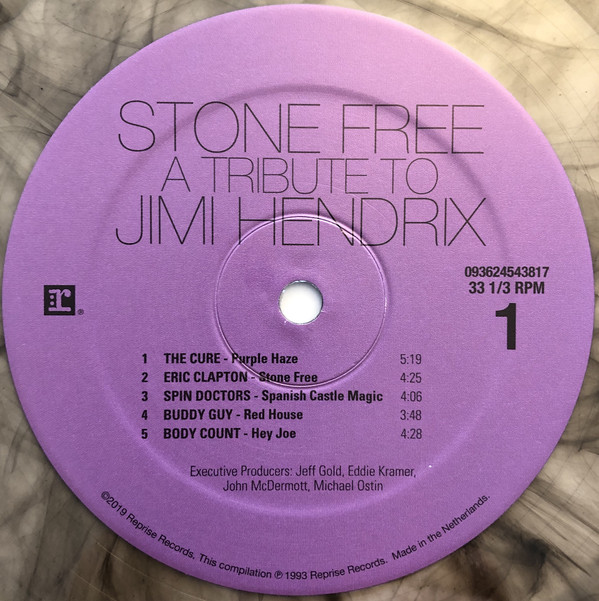 STONE FREE
A TRIBUTE TO
JIMI HENDRIX
r®
093624543817
33 1/3 RPM
1
1 THE CURE - Purple Haze 5:19
2 ERIC CLAPTON - Stone Free 4:25
3 SPIN DOCTORS - Spanish Castle Magic 4:06
4 BUDDY GUY - Red House 3:48
5 BODY COUNT - Hey Joe 4:28
Executive Producers: Jeff Gold, Eddie Kramer,
John McDermott, Michael Ostin
©2019 Reprise Records. This compilation ℗ 1993 Reprise Records. Made in the Netherlands.